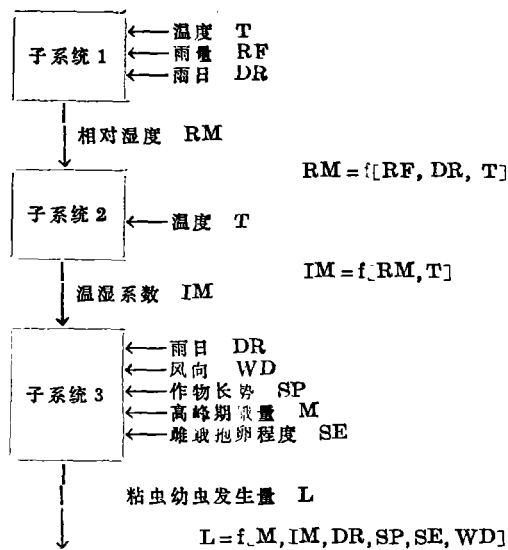 温度 T
子系统1 雨量 RF
雨日 DR
相对湿度 RM
RM=f[RF, DR, T]
子系统2 温度 T
IM=f[RM,T]
温湿系数 IM
雨日 DR
风向 WD
子系统3 作物长势 SP
高峰期蛾量 M
雌蛾抱卵程度 SE
粘虫幼虫发生量 L
L=f[M,IM,DR,SP,SE,WD]